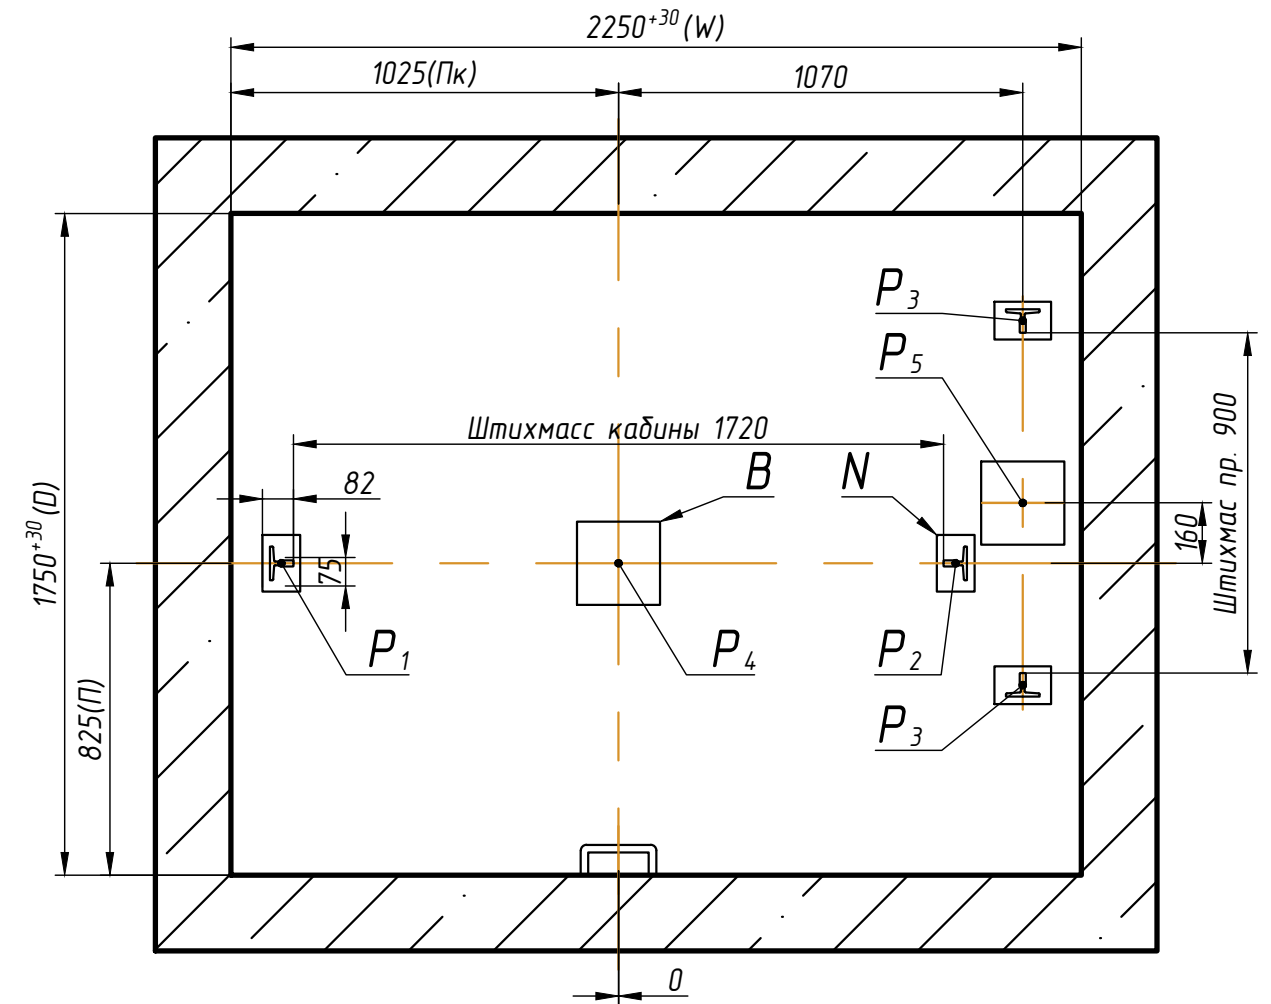 2250+30(W)
1025(Пк)
1070
P3
P5
Штихмасс кабины 1720
82
B
N
75
1750+30(D)
160
Штихмас пр. 900
P1
P4
P2
825(П)
P3
0